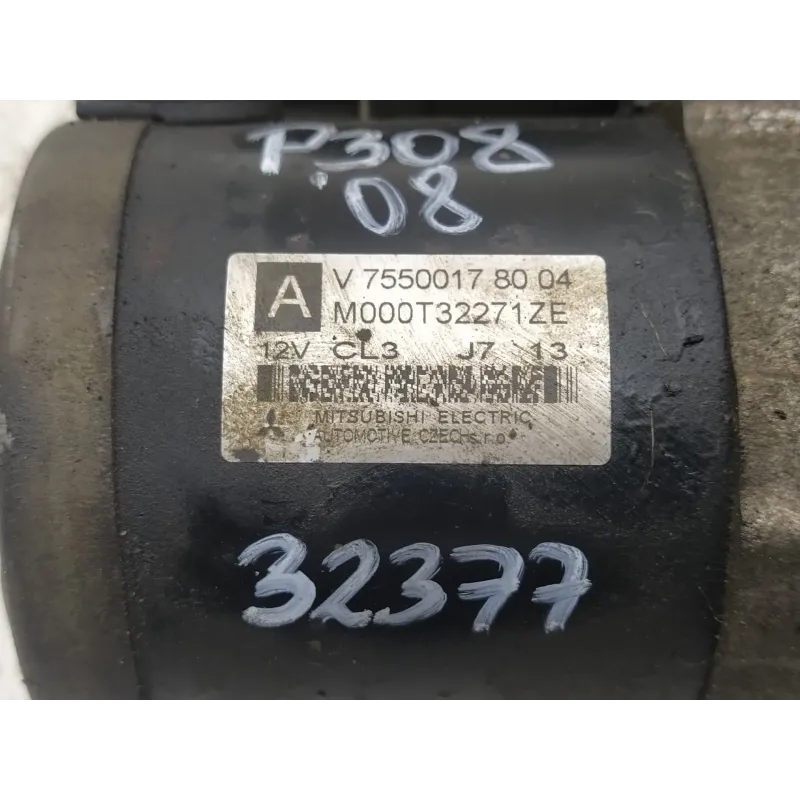 P308
08
A V 7550017 80 04
M000T32271ZE
12V CL3 J7 13
MITSUBISHI ELECTRIC
AUTOMOTIVE CZECH s.r.o
32377